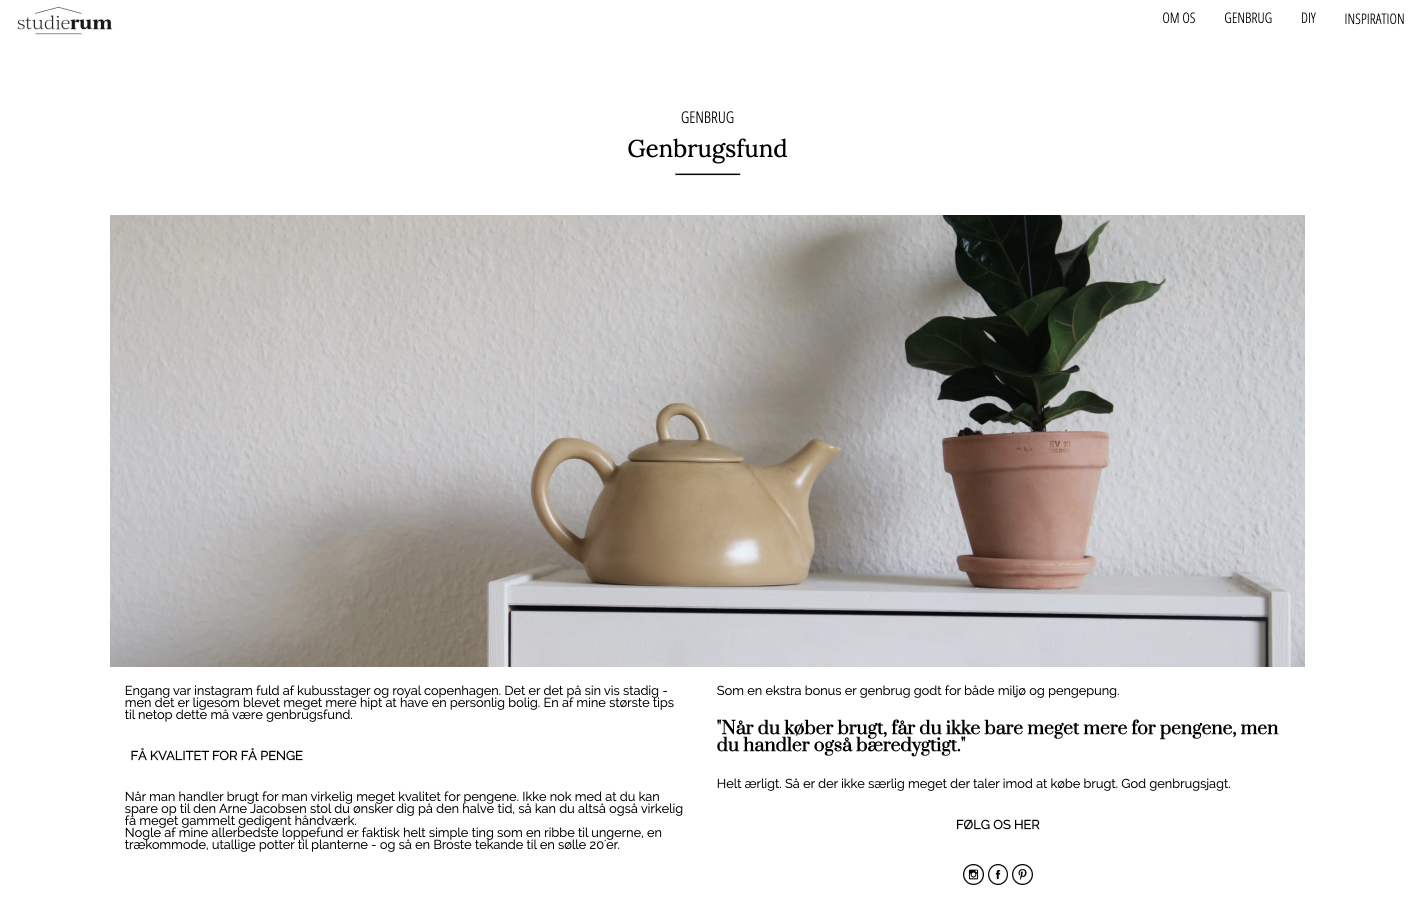 studierum
OM OS GENBRUG DIY INSPIRATION
GENBRUG
Genbrugsfund
Engang var instagram fuld af kubusstager og royal copenhagen. Det er det på sin vis stadig -
men det er ligesom blevet meget mere hipt at have en personlig bolig. En af mine største tips
til netop dette må være genbrugsfund.
FÅ KVALITET FOR FÅ PENGE
Når man handler brugt for man virkelig meget kvalitet for pengene. Ikke nok med at du kan
spare op til den Arne Jacobsen stol du ønsker dig på den halve tid, så kan du altså også virkelig
få meget gammelt gedigent håndværk.
Nogle af mine allerbedste loppefund er faktisk helt simple ting som en ribbe til ungerne, en
trækommode, utallige potter til planterne - og så en Broste tekande til en sølle 20'er.
Som en ekstra bonus er genbrug godt for både miljø og pengepung.
"Når du køber brugt, får du ikke bare meget mere for pengene, men
du handler også bæredygtigt."
Helt ærligt. Så er der ikke særlig meget der taler imod at købe brugt. God genbrugsjagt.
FØLG OS HER